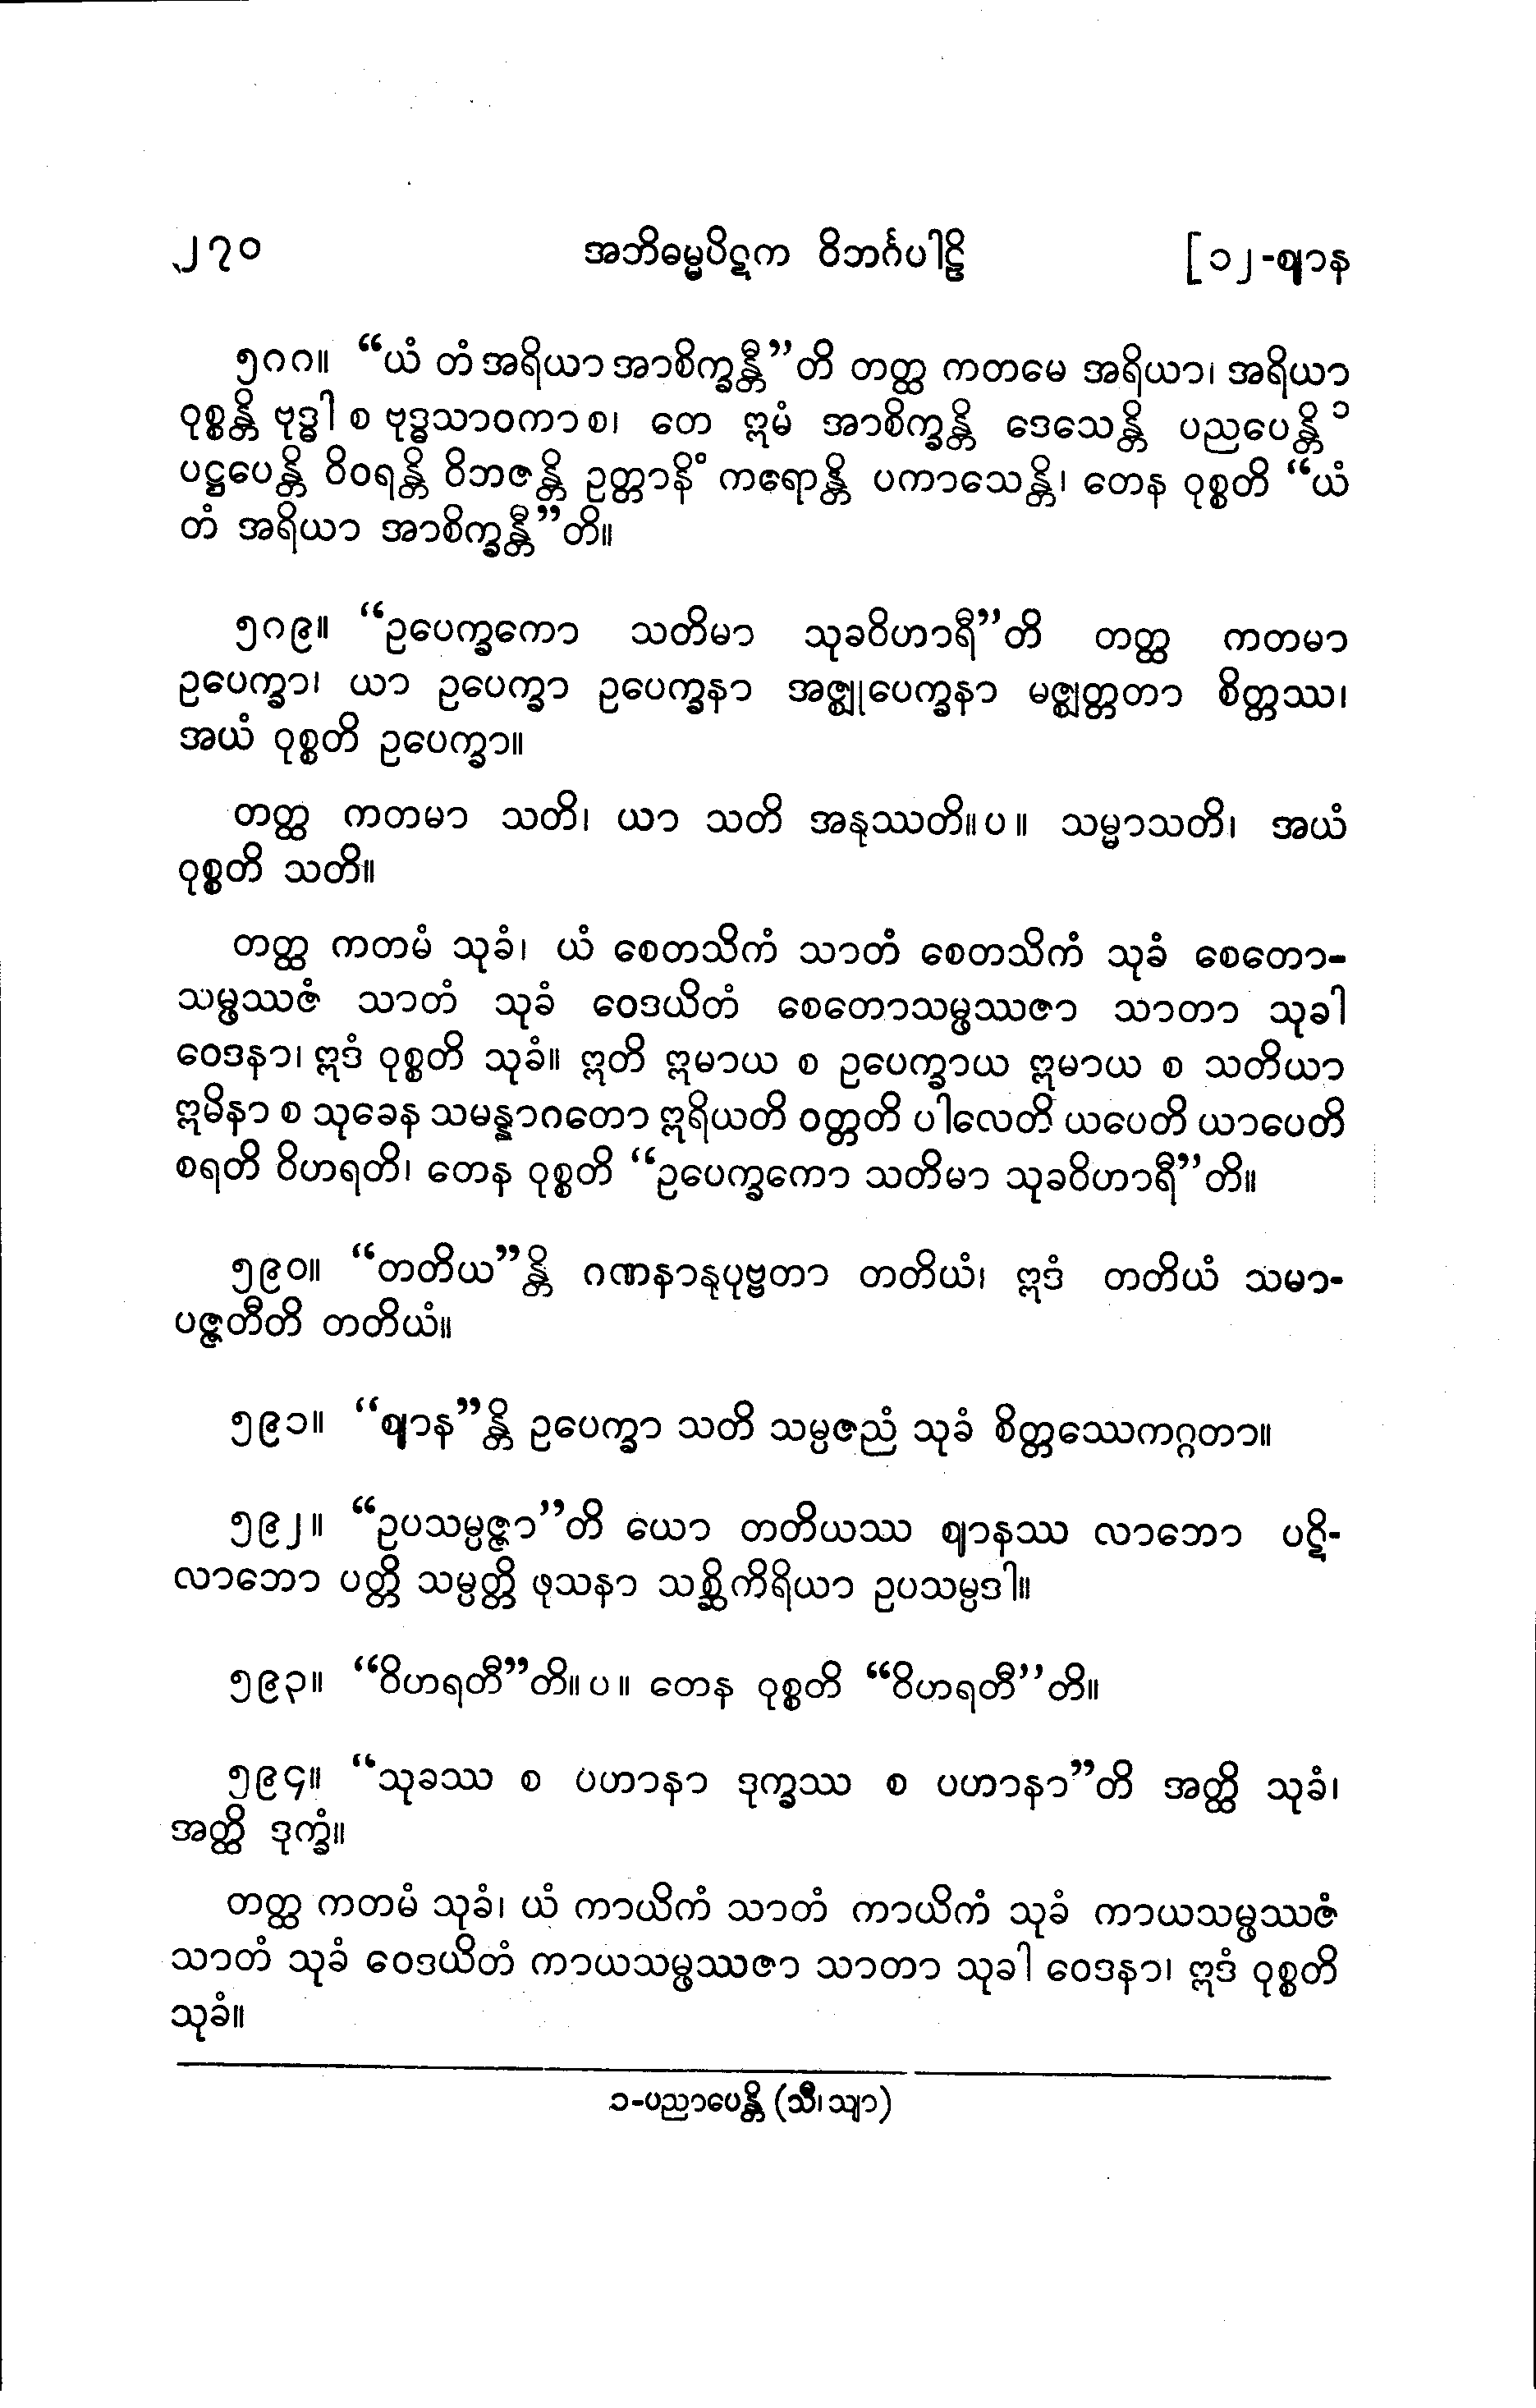 ၂၇၀ အဘိဓမ္မပိဋက ဝိဘင်္ဂပါဠိ [၁၂-ဈာန
၅၈၈။ “ယံ တံ အရိယာ အာစိက္ခန္တီ”တိ တတ္ထ ကတမေ အရိယာ၊ အရိယာ
ဝုစ္စန္တိ ဗုဒ္ဓါ စ ဗုဒ္ဓသာဝကာ စ၊ တေ ဣမံ အာစိက္ခန္တိ ဒေသေန္တိ ပညပေန္တိ ၁
ပဋ္ဌပေန္တိ ဝိဝရန္တိ ဝိဘဇန္တိ ဥတ္တာနိံ ကရောန္တိ ပကာသေန္တိ၊ တေန ဝုစ္စတိ “ယံ
တံ အရိယာ အာစိက္ခန္တီ”တိ။
၅၈၉။ “ဥပေက္ခကော သတိမာ သုခဝိဟာရီ”တိ တတ္ထ ကတမာ
ဥပေက္ခာ၊ ယာ ဥပေက္ခာ ဥပေက္ခနာ အဇ္ဈုပေက္ခနာ မဇ္ဈတ္တတာ စိတ္တဿ၊
အယံ ဝုစ္စတိ ဥပေက္ခာ။
တတ္ထ ကတမာ သတိ၊ ယာ သတိ အနုဿတိ။ပ။ သမ္မာသတိ၊ အယံ
ဝုစ္စတိ သတိ။
တတ္ထ ကတမံ သုခံ၊ ယံ စေတသိကံ သာတံ စေတသိကံ သုခံ စေတော-
သမ္ဖဿဇံ သာတံ သုခံ ဝေဒယိတံ စေတောသမ္ဖဿဇာ သာတာ သုခါ
ဝေဒနာ၊ ဣဒံ ဝုစ္စတိ သုခံ။ ဣတိ ဣမာယ စ ဥပေက္ခာယ ဣမာယ စ သတိယာ
ဣမိနာ စ သုခေန သမန္နာဂတော ဣရိယတိ ဝတ္တတိ ပါလေတိ ယပေတိ ယာပေတိ
စရတိ ဝိဟရတိ၊ တေန ဝုစ္စတိ “ဥပေက္ခကော သတိမာ သုခဝိဟာရီ”တိ။
၅၉၀။ “တတိယ”န္တိ ဂဏနာနုပုဗ္ဗတာ တတိယံ၊ ဣဒံ တတိယံ သမာ-
ပဇ္ဇတီတိ တတိယံ။
၅၉၁။ “ဈာန”န္တိ ဥပေက္ခာ သတိ သမ္ပဇညံ သုခံ စိတ္တဿေကဂ္ဂတာ။
၅၉၂။ “ဥပသမ္ပဇ္ဇာ”တိ ယော တတိယဿ ဈာနဿ လာဘော ပဋိ-
လာဘော ပတ္တိ သမ္ပတ္တိ ဖုသနာ သစ္ဆိကိရိယာ ဥပသမ္ပဒါ။
၅၉၃။ “ဝိဟရတီ”တိ။ပ။ တေန ဝုစ္စတိ “ဝိဟရတီ”တိ။
၅၉၄။ “သုခဿ စ ပဟာနာ ဒုက္ခဿ စ ပဟာနာ”တိ အတ္ထိ သုခံ၊
အတ္ထိ ဒုက္ခံ။
တတ္ထ ကတမံ သုခံ၊ ယံ ကာယိကံ သာတံ ကာယိကံ သုခံ ကာယသမ္ဖဿဇံ
သာတံ သုခံ ဝေဒယိတံ ကာယသမ္ဖဿဇာ သာတာ သုခါ ဝေဒနာ၊ ဣဒံ ဝုစ္စတိ
သုခံ။
၁-ပညာပေန္တိ (သီ၊ သျာ)